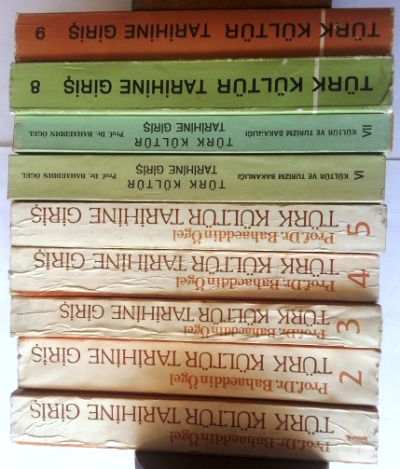 TÜRK KÜLTÜR TARİHİNE GİRİŞ 9
TÜRK KÜLTÜR TARİHİNE GİRİŞ 8
VII KÜLTÜR VE TURİZM BAKANLIĞI
TÜRK KÜLTÜR
TARİHİNE GİRİŞ
Prof. Dr. BAHAEDDİN ÖGEL
VI KÜLTÜR VE TURİZM BAKANLIĞI
TÜRK KÜLTÜR
TARİHİNE GİRİŞ
Prof. Dr. BAHAEDDİN ÖGEL
5
Prof.Dr. Bahaeddin Ögel
TÜRK KÜLTÜR TARİHİNE GİRİŞ
4
Prof.Dr. Bahaeddin Ögel
TÜRK KÜLTÜR TARİHİNE GİRİŞ
3
Prof.Dr. Bahaeddin Ögel
TÜRK KÜLTÜR TARİHİNE GİRİŞ
2
Prof.Dr. Bahaeddin Ögel
TÜRK KÜLTÜR TARİHİNE GİRİŞ
Prof.Dr. Bahaeddin Ögel
TÜRK KÜLTÜR TARİHİNE GİRİŞ